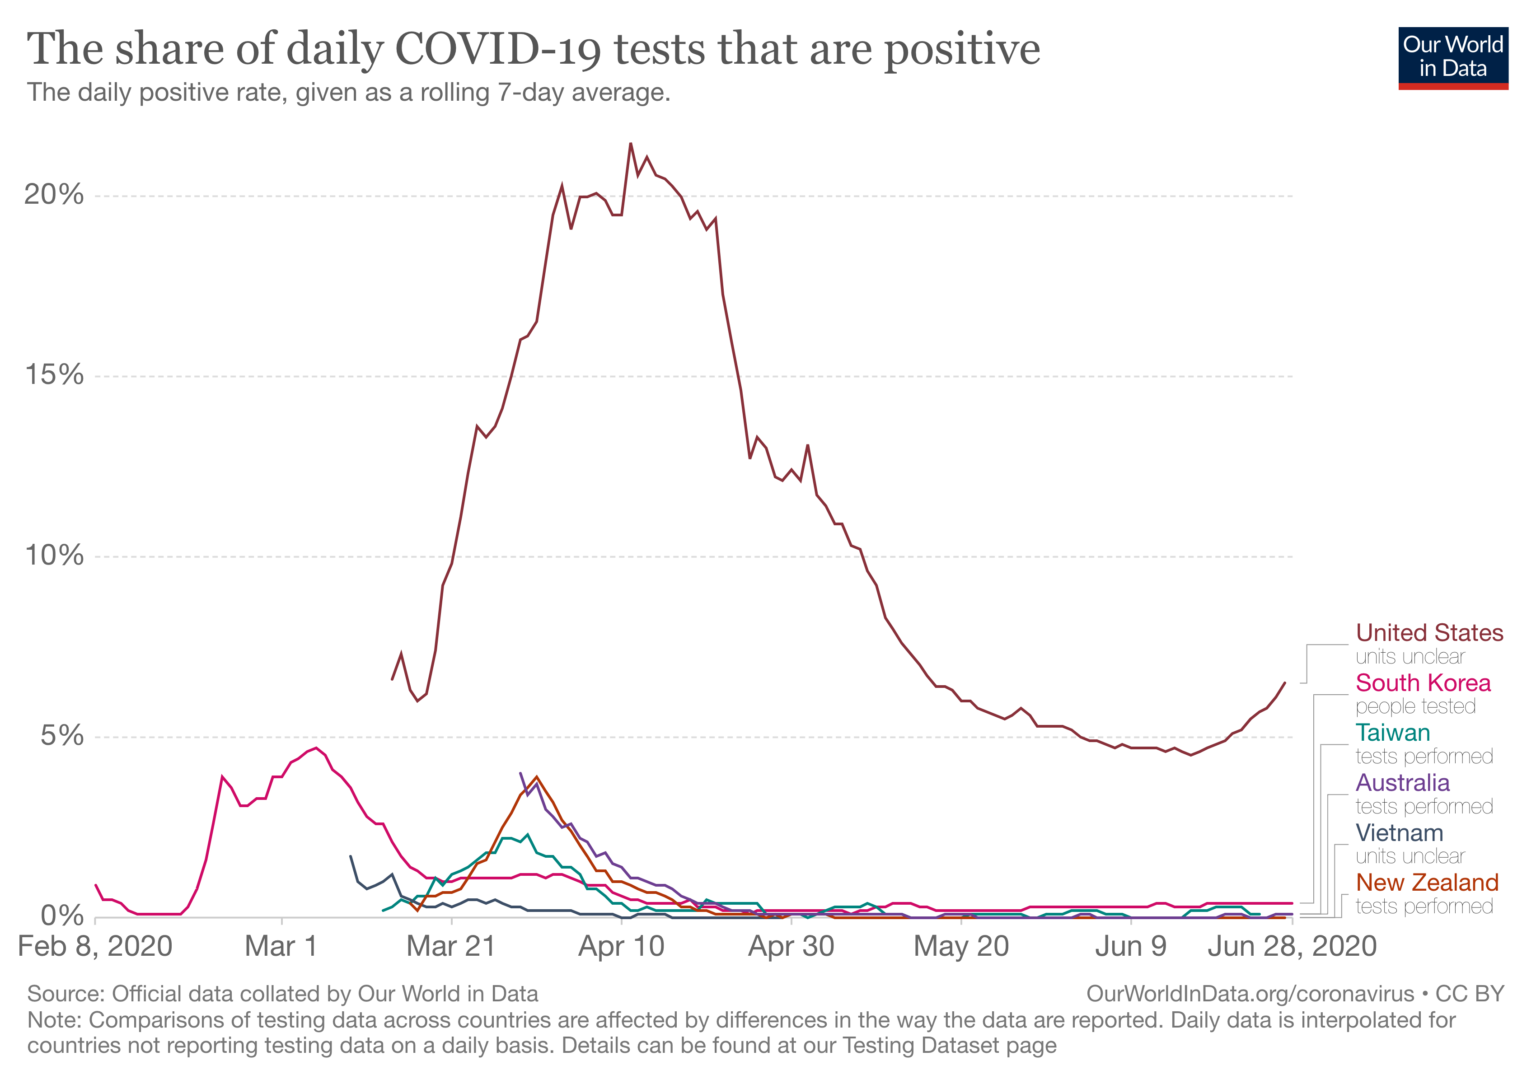 The share of daily COVID-19 tests that are positive
Our World
in Data
The daily positive rate, given as a rolling 7-day average.
20%
15%
10%
5%
0%
Feb 8, 2020
Mar 1
Mar 21
Apr 10
Apr 30
May 20
Jun 9
Jun 28, 2020
United States
units unclear
South Korea
people tested
Taiwan
tests performed
Australia
tests performed
Vietnam
units unclear
New Zealand
tests performed
Source: Official data collated by Our World in Data
OurWorldInData.org/coronavirus • CC BY
Note: Comparisons of testing data across countries are affected by differences in the way the data are reported. Daily data is interpolated for
countries not reporting testing data on a daily basis. Details can be found at our Testing Dataset page